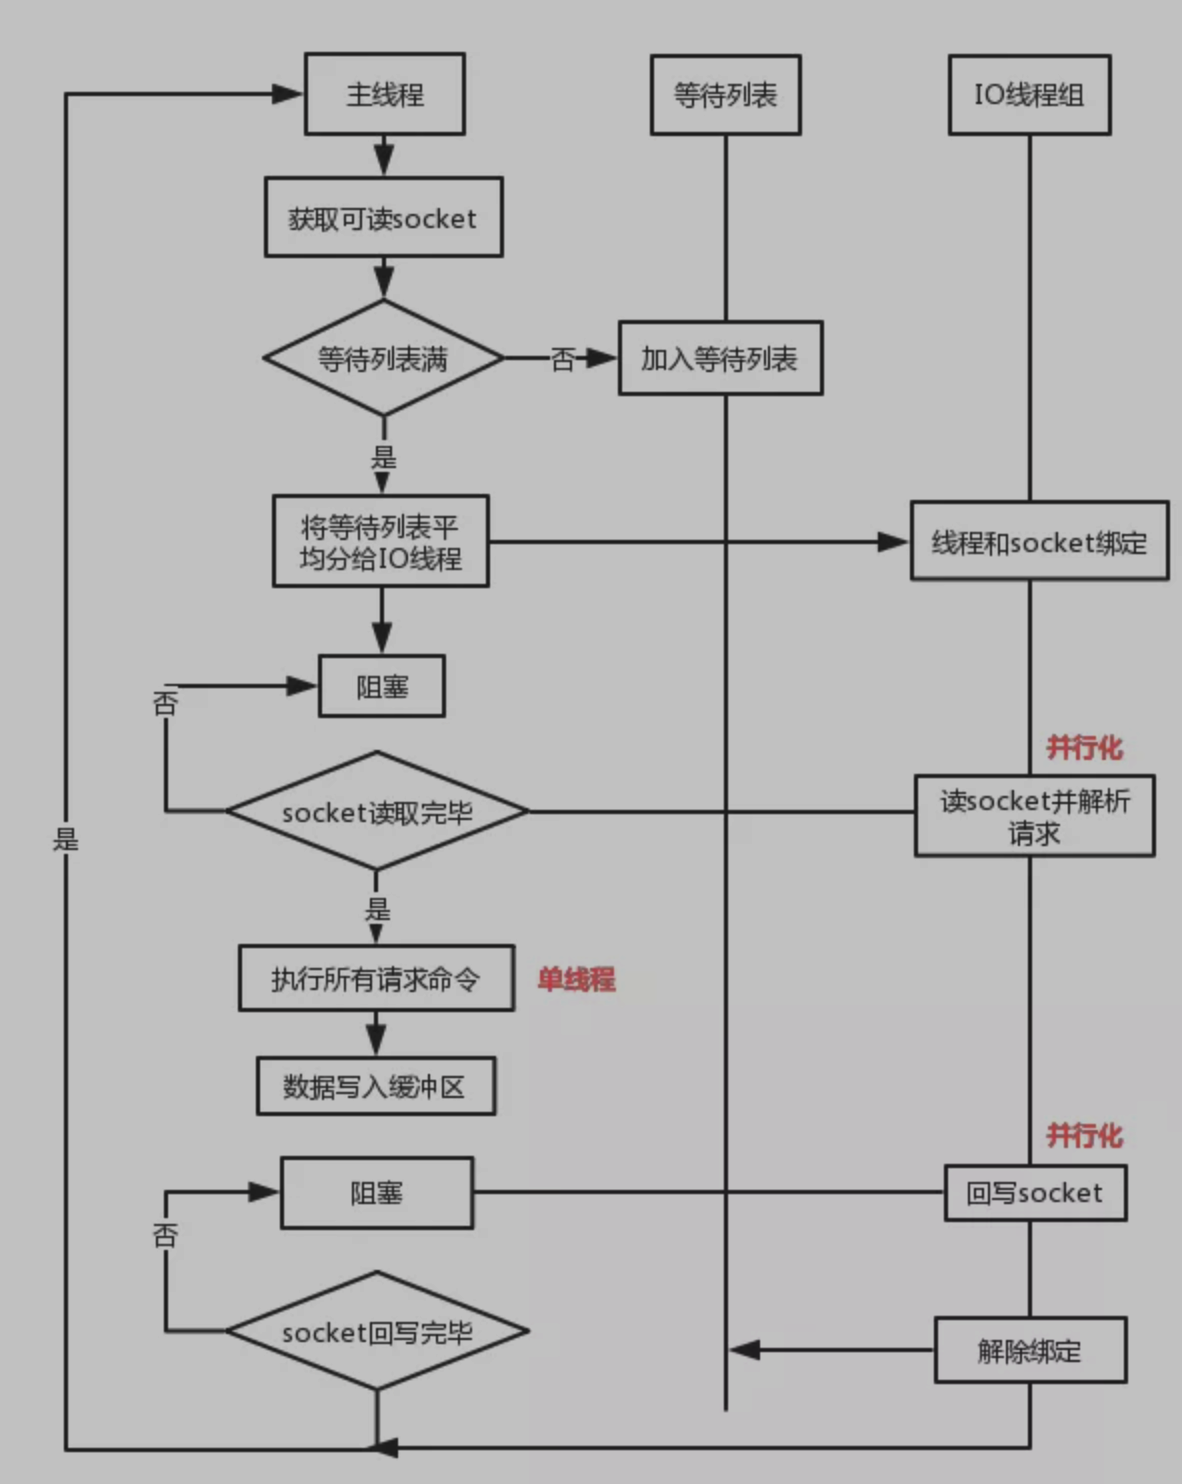 主线程
等待列表
IO线程组
获取可读socket
等待列表满
否
加入等待列表
是
将等待列表平
均分给IO线程
线程和socket绑定
阻塞
否
并行化
socket读取完毕
读socket并解析
请求
是
是
执行所有请求命令
单线程
数据写入缓冲区
并行化
阻塞
回写socket
否
socket回写完毕
解除绑定